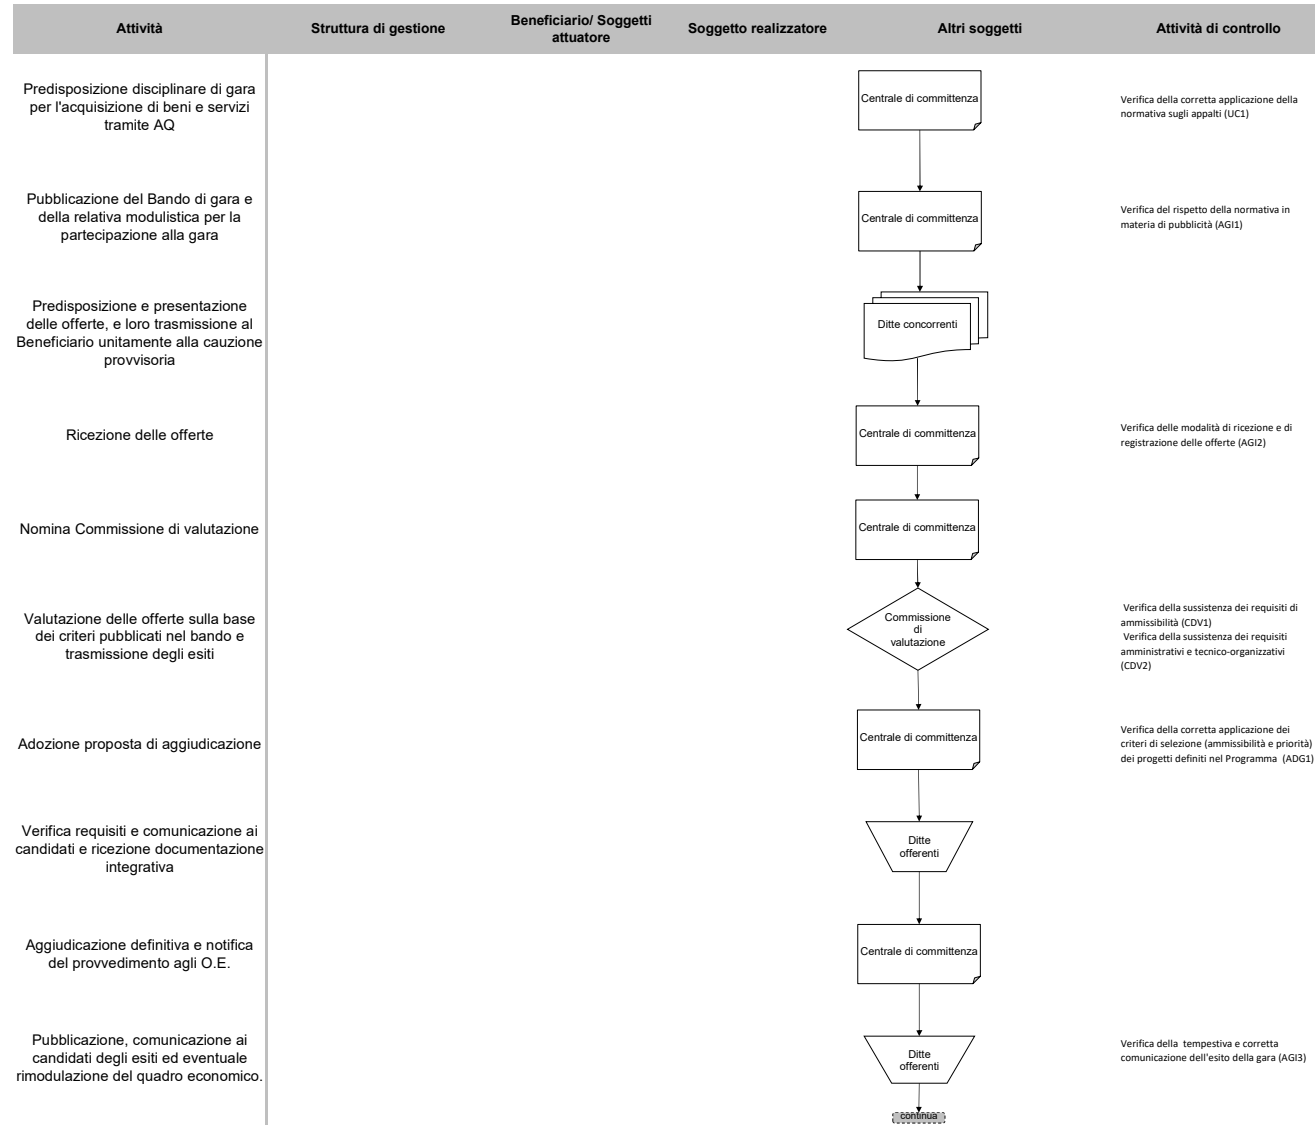 Attività
Struttura di gestione
Beneficiario/ Soggetti
attuatore
Soggetto realizzatore
Altri soggetti
Attività di controllo
Predisposizione disciplinare di gara
per l'acquisizione di beni e servizi
tramite AQ
Centrale di committenza
Verifica della corretta applicazione della
normativa sugli appalti (UC1)
Pubblicazione del Bando di gara e
della relativa modulistica per la
partecipazione alla gara
Centrale di committenza
Verifica del rispetto della normativa in
materia di pubblicità (AGI1)
Predisposizione e presentazione
delle offerte, e loro trasmissione al
Beneficiario unitamente alla cauzione
provvisoria
Ditte concorrenti
Ricezione delle offerte
Centrale di committenza
Verifica delle modalità di ricezione e di
registrazione delle offerte (AGI2)
Nomina Commissione di valutazione
Centrale di committenza
Valutazione delle offerte sulla base
dei criteri pubblicati nel bando e
trasmissione degli esiti
Commissione
di
valutazione
Verifica della sussistenza dei requisiti di
ammissibilità (CDV1)
Verifica della sussistenza dei requisiti
amministrativi e tecnico-organizzativi
(CDV2)
Adozione proposta di aggiudicazione
Centrale di committenza
Verifica della corretta applicazione dei
criteri di selezione (ammissibilità e priorità)
dei progetti definiti nel Programma (ADG1)
Verifica requisiti e comunicazione ai
candidati e ricezione documentazione
integrativa
Ditte
offerenti
Aggiudicazione definitiva e notifica
del provvedimento agli O.E.
Centrale di committenza
Pubblicazione, comunicazione ai
candidati degli esiti ed eventuale
rimodulazione del quadro economico.
Ditte
offerenti
Verifica della tempestiva e corretta
comunicazione dell'esito della gara (AGI3)
continua